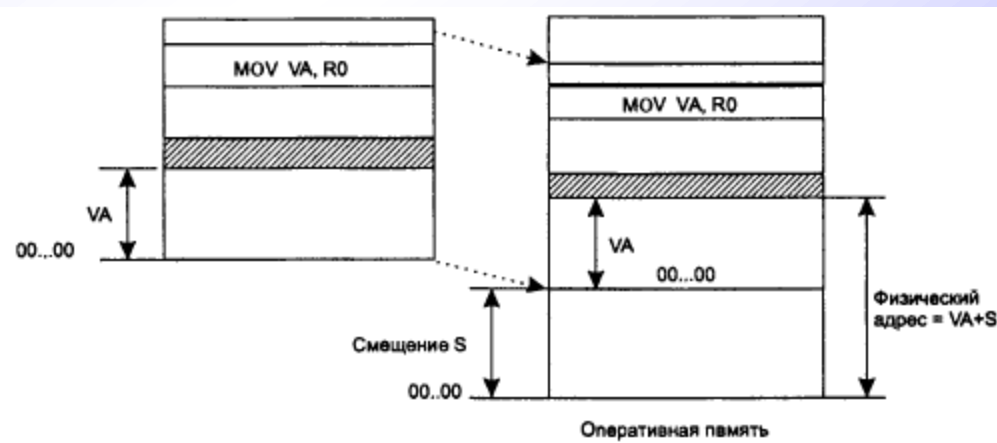 MOV VA, R0
MOV VA, R0
VA
00...00
VA
00...00
Смещение S
00..00
Физический
адрес = VA+S
Оперативная память